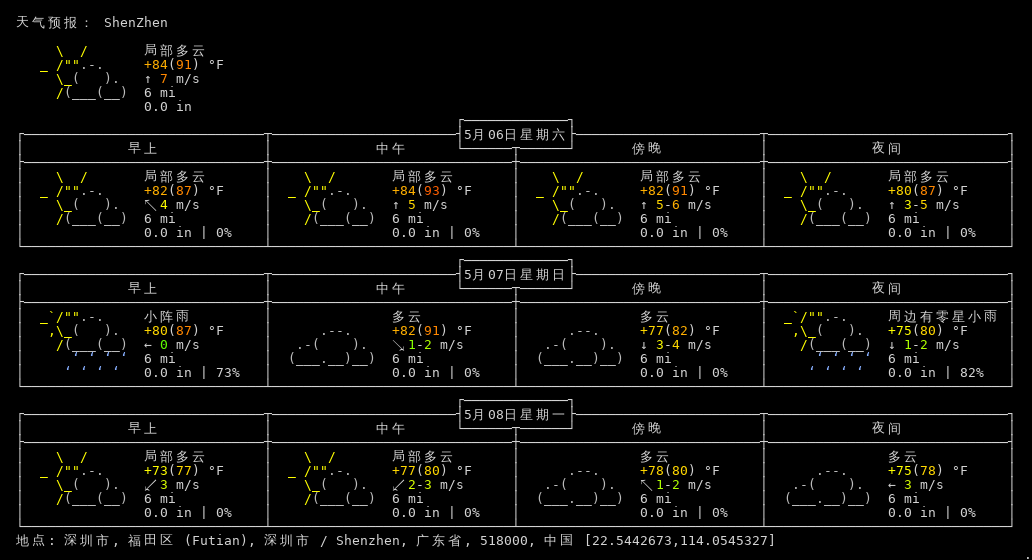 天气预报： ShenZhen
局部多云
+84(91) °F
↑ 7 m/s
6 mi
0.0 in
5月06日星期六
早上 中午 傍晚 夜间
局部多云 局部多云 局部多云 局部多云
+82(87) °F +84(93) °F +82(91) °F +80(87) °F
↖ 4 m/s ↑ 5 m/s ↑ 5-6 m/s ↑ 3-5 m/s
6 mi 6 mi 6 mi 6 mi
0.0 in | 0% 0.0 in | 0% 0.0 in | 0% 0.0 in | 0%
5月07日星期日
早上 中午 傍晚 夜间
小阵雨 多云 多云 周边有零星小雨
+80(87) °F +82(91) °F +77(82) °F +75(80) °F
← 0 m/s ↘ 1-2 m/s ↓ 3-4 m/s ↓ 1-2 m/s
6 mi 6 mi 6 mi 6 mi
0.0 in | 73% 0.0 in | 0% 0.0 in | 0% 0.0 in | 82%
5月08日星期一
早上 中午 傍晚 夜间
局部多云 局部多云 多云 多云
+73(77) °F +77(80) °F +78(80) °F +75(78) °F
↙ 3 m/s ↙ 2-3 m/s ↖ 1-2 m/s ← 3 m/s
6 mi 6 mi 6 mi 6 mi
0.0 in | 0% 0.0 in | 0% 0.0 in | 0% 0.0 in | 0%
地点: 深圳市, 福田区 (Futian), 深圳市 / Shenzhen, 广东省, 518000, 中国 [22.5442673,114.0545327]